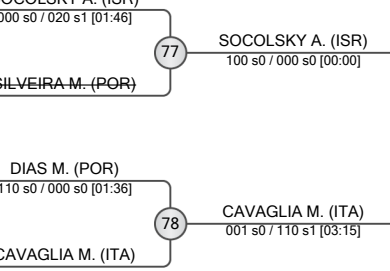 SOCOLSKY A. (ISR)
000 s0 / 020 s1 [01:46]
77
SOCOLSKY A. (ISR)
100 s0 / 000 s0 [00:00]
SILVEIRA M. (POR)
DIAS M. (POR)
110 s0 / 000 s0 [01:36]
78
CAVAGLIA M. (ITA)
001 s0 / 110 s1 [03:15]
CAVAGLIA M. (ITA)